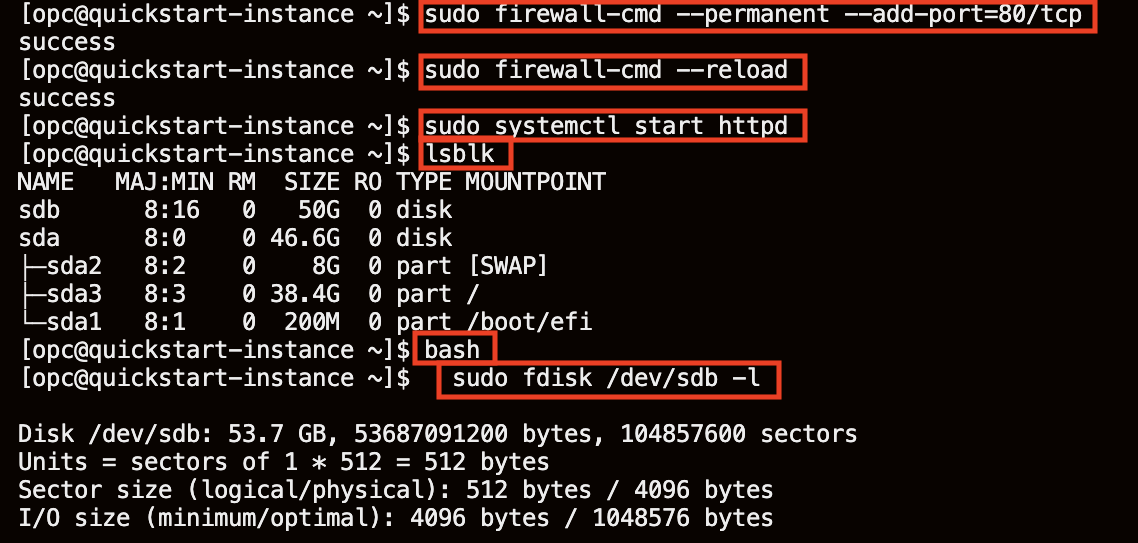 [opc@quickstart-instance ~]$ sudo firewall-cmd --permanent --add-port=80/tcp
success
[opc@quickstart-instance ~]$ sudo firewall-cmd --reload
success
[opc@quickstart-instance ~]$ sudo systemctl start httpd
[opc@quickstart-instance ~]$ lsblk
NAME   MAJ:MIN RM  SIZE RO TYPE MOUNTPOINT
sdb      8:16   0   50G  0 disk
sda      8:0    0 46.6G  0 disk
├─sda2   8:2    0    8G  0 part [SWAP]
├─sda3   8:3    0 38.4G  0 part /
└─sda1   8:1    0  200M  0 part /boot/efi
[opc@quickstart-instance ~]$ bash
[opc@quickstart-instance ~]$   sudo fdisk /dev/sdb -l

Disk /dev/sdb: 53.7 GB, 53687091200 bytes, 104857600 sectors
Units = sectors of 1 * 512 = 512 bytes
Sector size (logical/physical): 512 bytes / 4096 bytes
I/O size (minimum/optimal): 4096 bytes / 1048576 bytes